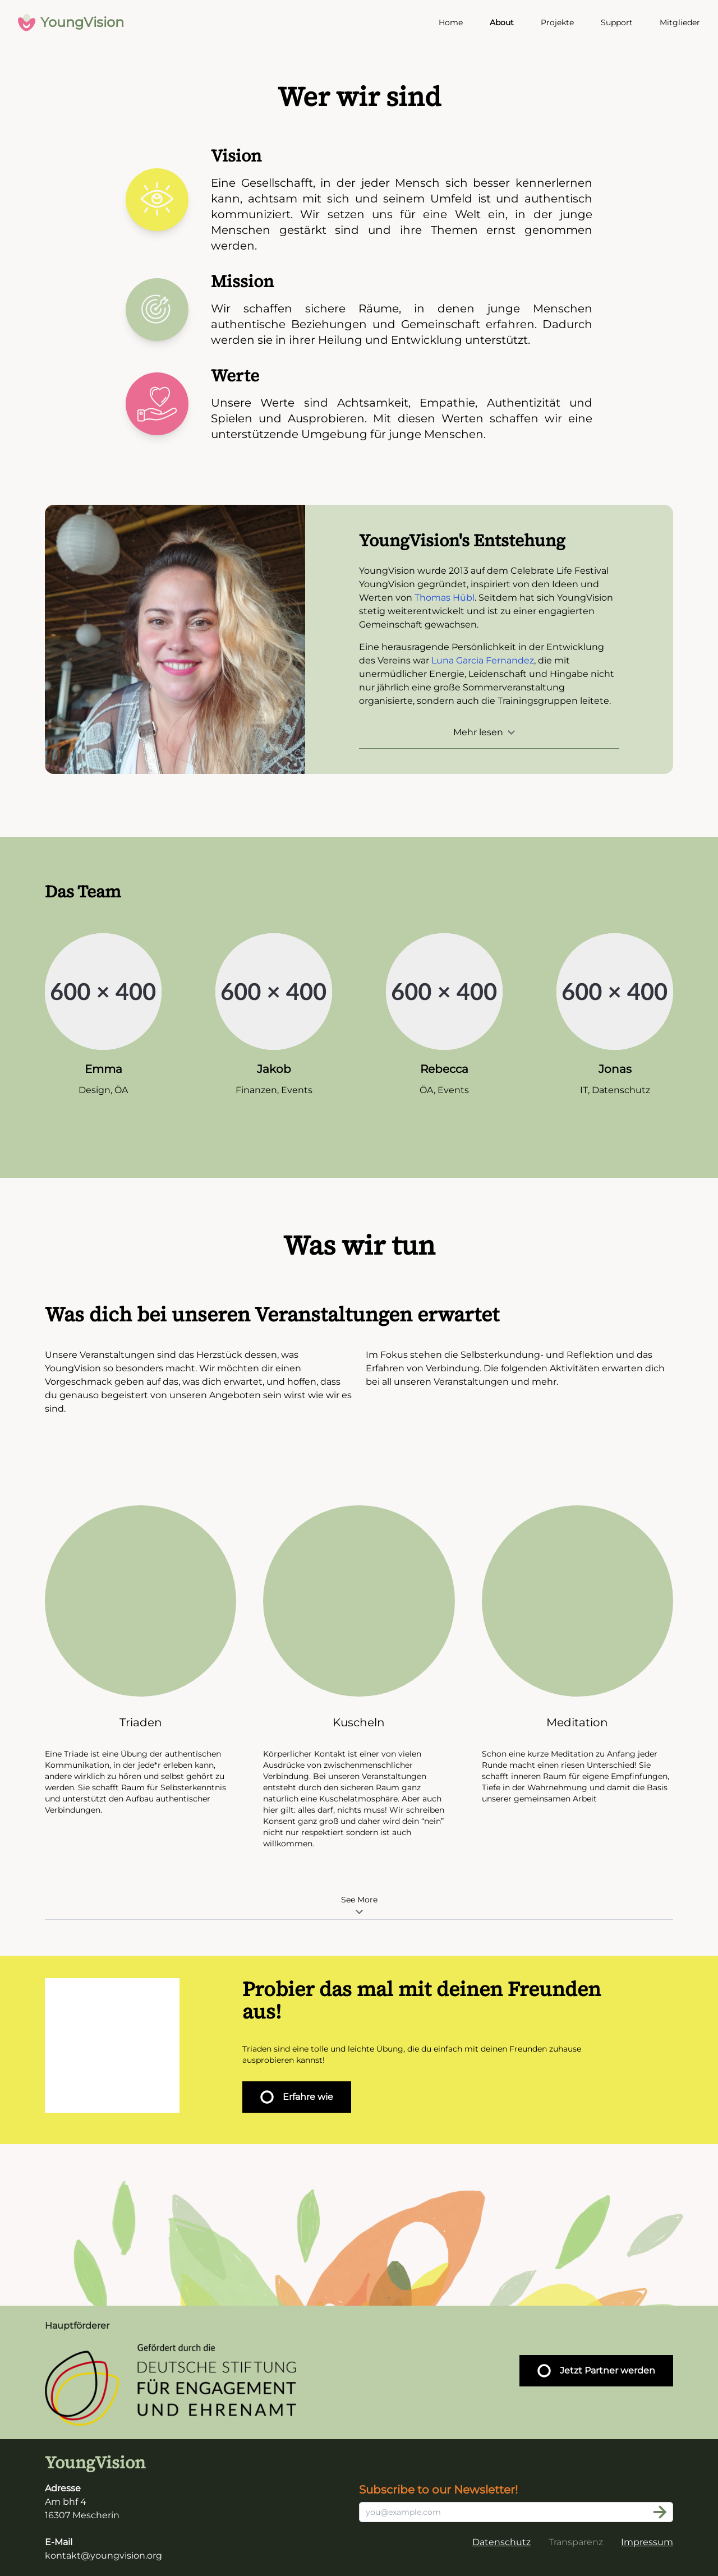 YoungVision
Home
About
Projekte
Support
Mitglieder
Wer wir sind
Vision
Eine Gesellschafft, in der jeder Mensch sich besser kennerlernen
kann, achtsam mit sich und seinem Umfeld ist und authentisch
kommuniziert. Wir setzen uns für eine Welt ein, in der junge
Menschen gestärkt sind und ihre Themen ernst genommen
werden.
Mission
Wir schaffen sichere Räume, in denen junge Menschen
authentische Beziehungen und Gemeinschaft erfahren. Dadurch
werden sie in ihrer Heilung und Entwicklung unterstützt.
Werte
Unsere Werte sind Achtsamkeit, Empathie, Authentizität und
Spielen und Ausprobieren. Mit diesen Werten schaffen wir eine
unterstützende Umgebung für junge Menschen.
YoungVision's Entstehung
YoungVision wurde 2013 auf dem Celebrate Life Festival
YoungVision gegründet, inspiriert von den Ideen und
Werten von Thomas Hübl. Seitdem hat sich YoungVision
stetig weiterentwickelt und ist zu einer engagierten
Gemeinschaft gewachsen.
Eine herausragende Persönlichkeit in der Entwicklung
des Vereins war Luna Garcia Fernandez, die mit
unermüdlicher Energie, Leidenschaft und Hingabe nicht
nur jährlich eine große Sommerveranstaltung
organisierte, sondern auch die Trainingsgruppen leitete.
Mehr lesen
Das Team
600 × 400
600 × 400
600 × 400
600 × 400
Emma
Jakob
Rebecca
Jonas
Design, ÖA
Finanzen, Events
ÖA, Events
IT, Datenschutz
Was wir tun
Was dich bei unseren Veranstaltungen erwartet
Unsere Veranstaltungen sind das Herzstück dessen, was
YoungVision so besonders macht. Wir möchten dir einen
Vorgeschmack geben auf das, was dich erwartet, und hoffen, dass
du genauso begeistert von unseren Angeboten sein wirst wie wir es
sind.
Im Fokus stehen die Selbsterkundung- und Reflektion und das
Erfahren von Verbindung. Die folgenden Aktivitäten erwarten dich
bei all unseren Veranstaltungen und mehr.
Triaden
Eine Triade ist eine Übung der authentischen
Kommunikation, in der jede*r erleben kann,
andere wirklich zu hören und selbst gehört zu
werden. Sie schafft Raum für Selbsterkenntnis
und unterstützt den Aufbau authentischer
Verbindungen.
Kuscheln
Körperlicher Kontakt ist einer von vielen
Ausdrücke von zwischenmenschlicher
Verbindung. Bei unseren Veranstaltungen
entsteht durch den sicheren Raum ganz
natürlich eine Kuschelatmosphäre. Aber auch
hier gilt: alles darf, nichts muss! Wir schreiben
Konsent ganz groß und daher wird dein “nein”
nicht nur respektiert sondern ist auch
willkommen.
Meditation
Schon eine kurze Meditation zu Anfang jeder
Runde macht einen riesen Unterschied! Sie
schafft inneren Raum für eigene Empfinfungen,
Tiefe in der Wahrnehmung und damit die Basis
unserer gemeinsamen Arbeit
See More
Probier das mal mit deinen Freunden
aus!
Triaden sind eine tolle und leichte Übung, die du einfach mit deinen Freunden zuhause
ausprobieren kannst!
Erfahre wie
Hauptförderer
Gefördert durch die
DEUTSCHE STIFTUNG
FÜR ENGAGEMENT
UND EHRENAMT
Jetzt Partner werden
YoungVision
Adresse
Am bhf 4
16307 Mescherin
E-Mail
kontakt@youngvision.org
Subscribe to our Newsletter!
you@example.com
Datenschutz
Transparenz
Impressum